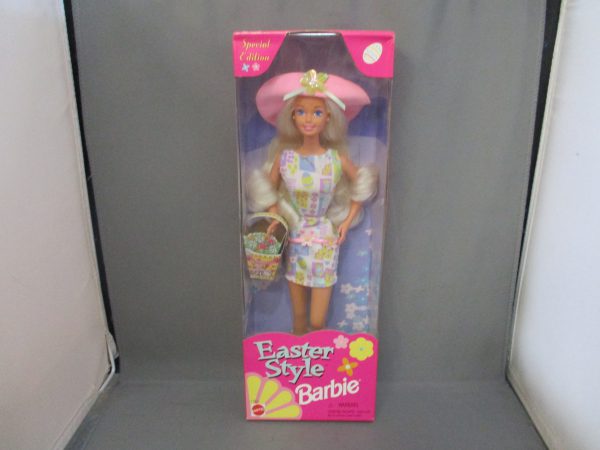 Special
Edition
Easter
Style
Barbie